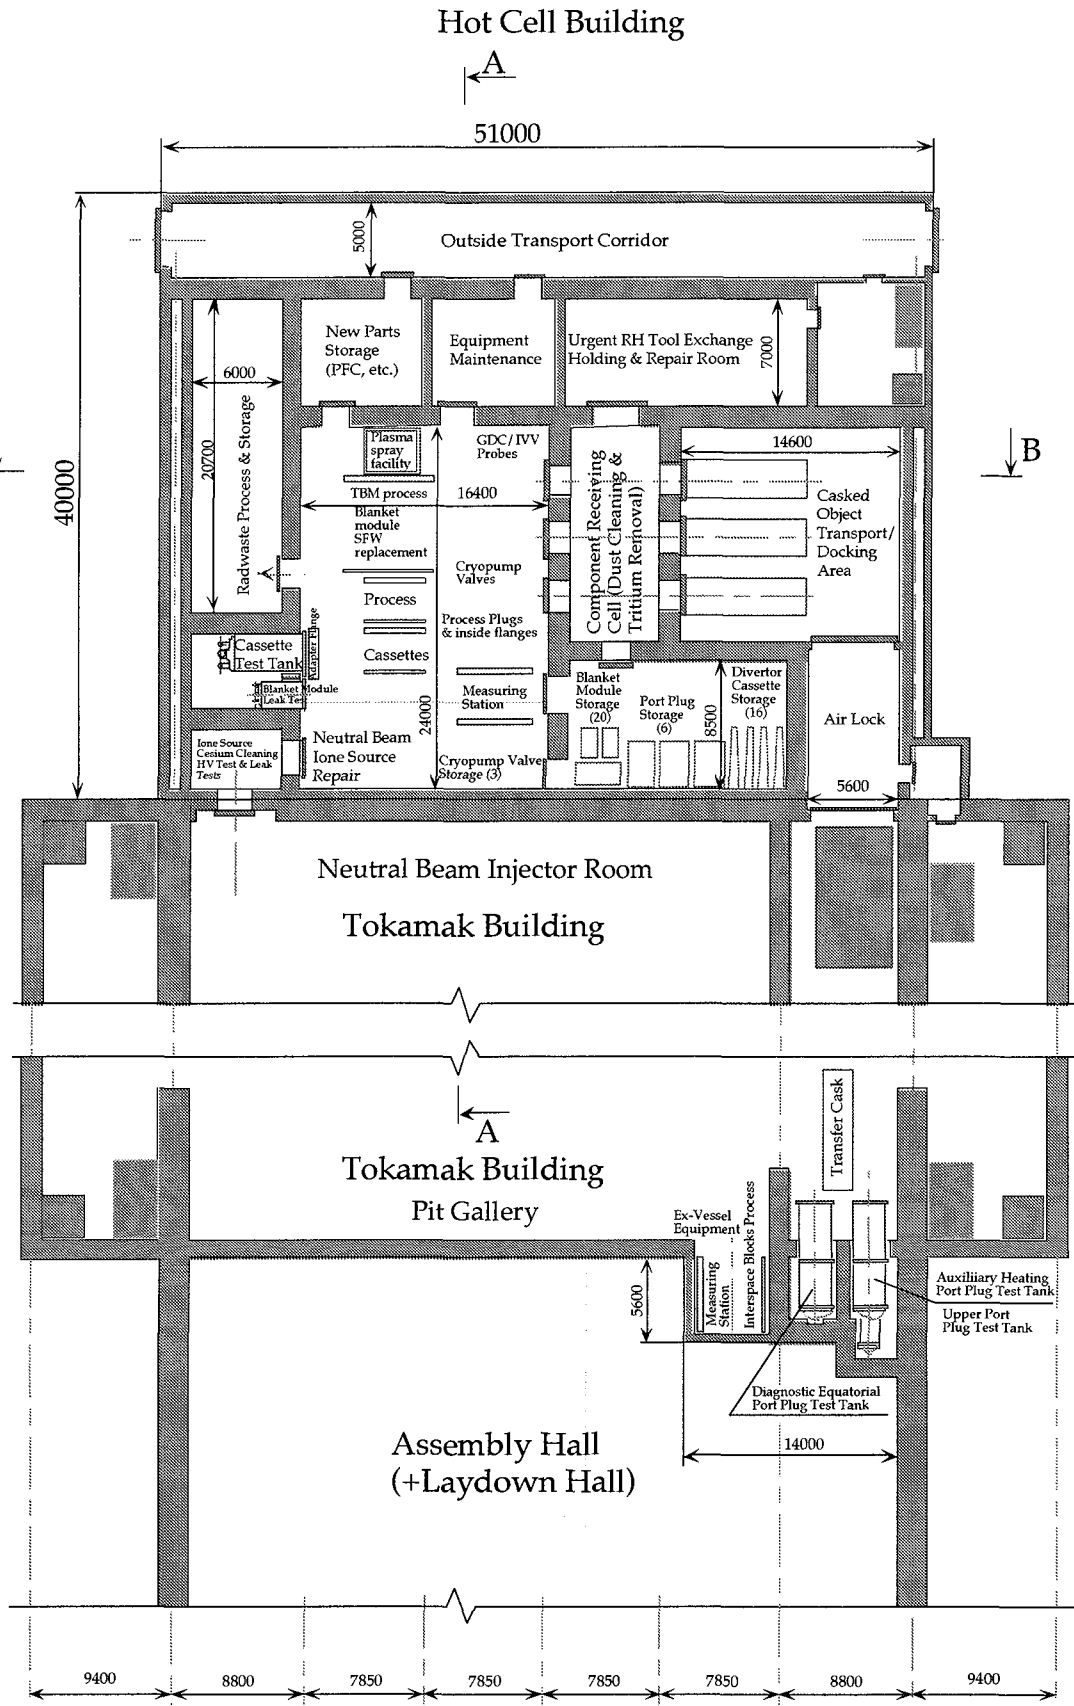 Hot Cell Building
A
51000
40000
5000
Outside Transport Corridor
New Parts
Storage
(PFC, etc.)
Equipment
Maintenance
Urgent RH Tool Exchange
Holding & Repair Room
7000
6000
20700
Radwaste Process & Storage
Plasma
spray
facility
GDC/IVV
Probes
TBM process
16400
Blanket
module
SFW
replacement
Cryopump
Valves
Process
Process Plugs
& inside flanges
Cassettes
Measuring
Station
24000
Component Receiving
Cell (Dust Cleaning &
Tritium Removal)
14600
Casked
Object
Transport/
Docking
Area
B
Cassette
Test Tank
Adapter Flange
Blanket Module
Leak Test
Ione Source
Cesium Cleaning
HV Test & Leak
Tests
Neutral Beam
Ione Source
Repair
Cryopump Valve
Storage (3)
Blanket
Module
Storage
(20)
Port Plug
Storage
(6)
8500
Divertor
Cassette
Storage
(16)
Air Lock
5600
Neutral Beam Injector Room
Tokamak Building
A
Tokamak Building
Pit Gallery
Transfer Cask
Ex-Vessel
Equipment
Interspace Blocks Process
Measuring
Station
5600
Auxiliiary Heating
Port Plug Test Tank
Upper Port
Plug Test Tank
Diagnostic Equatorial
Port Plug Test Tank
14000
Assembly Hall
(+Laydown Hall)
9400
8800
7850
7850
7850
7850
8800
9400